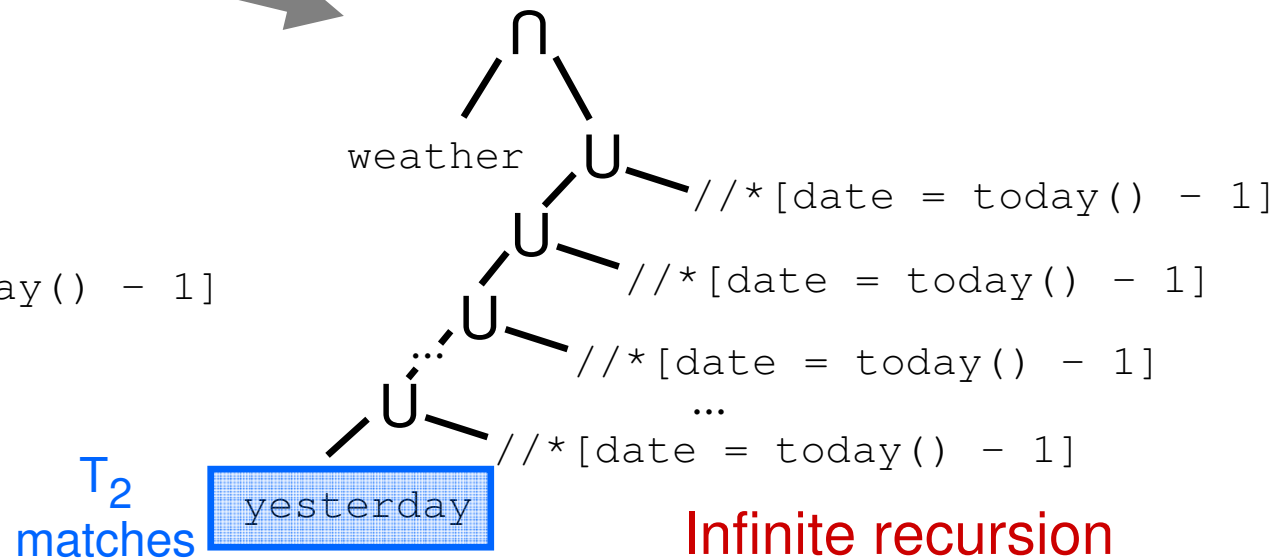 ∩
weather U
//*[date = today() – 1]
U
//*[date = today() – 1]
ay() – 1]
U
//*[date = today() – 1]
...
...
U
//*[date = today() – 1]
T2
matches
yesterday
Infinite recursion